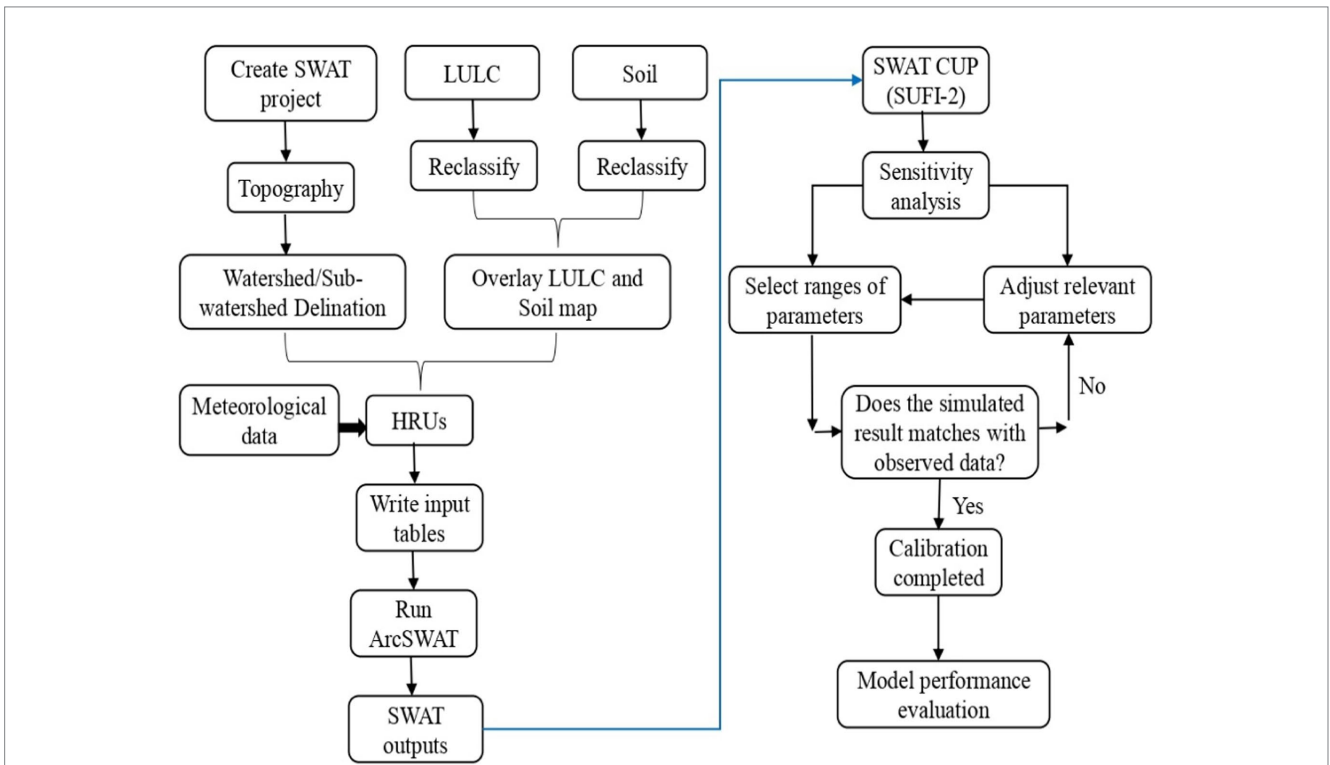 Create SWAT
project
LULC
Soil
Topography
Reclassify
Reclassify
Watershed/Sub-
watershed Delination
Overlay LULC and
Soil map
Meteorological
data
HRUs
Write input
tables
Run
ArcSWAT
SWAT
outputs
SWAT CUP
(SUFI-2)
Sensitivity
analysis
Select ranges of
parameters
Adjust relevant
parameters
Does the simulated
result matches with
observed data?
No
Yes
Calibration
completed
Model performance
evaluation